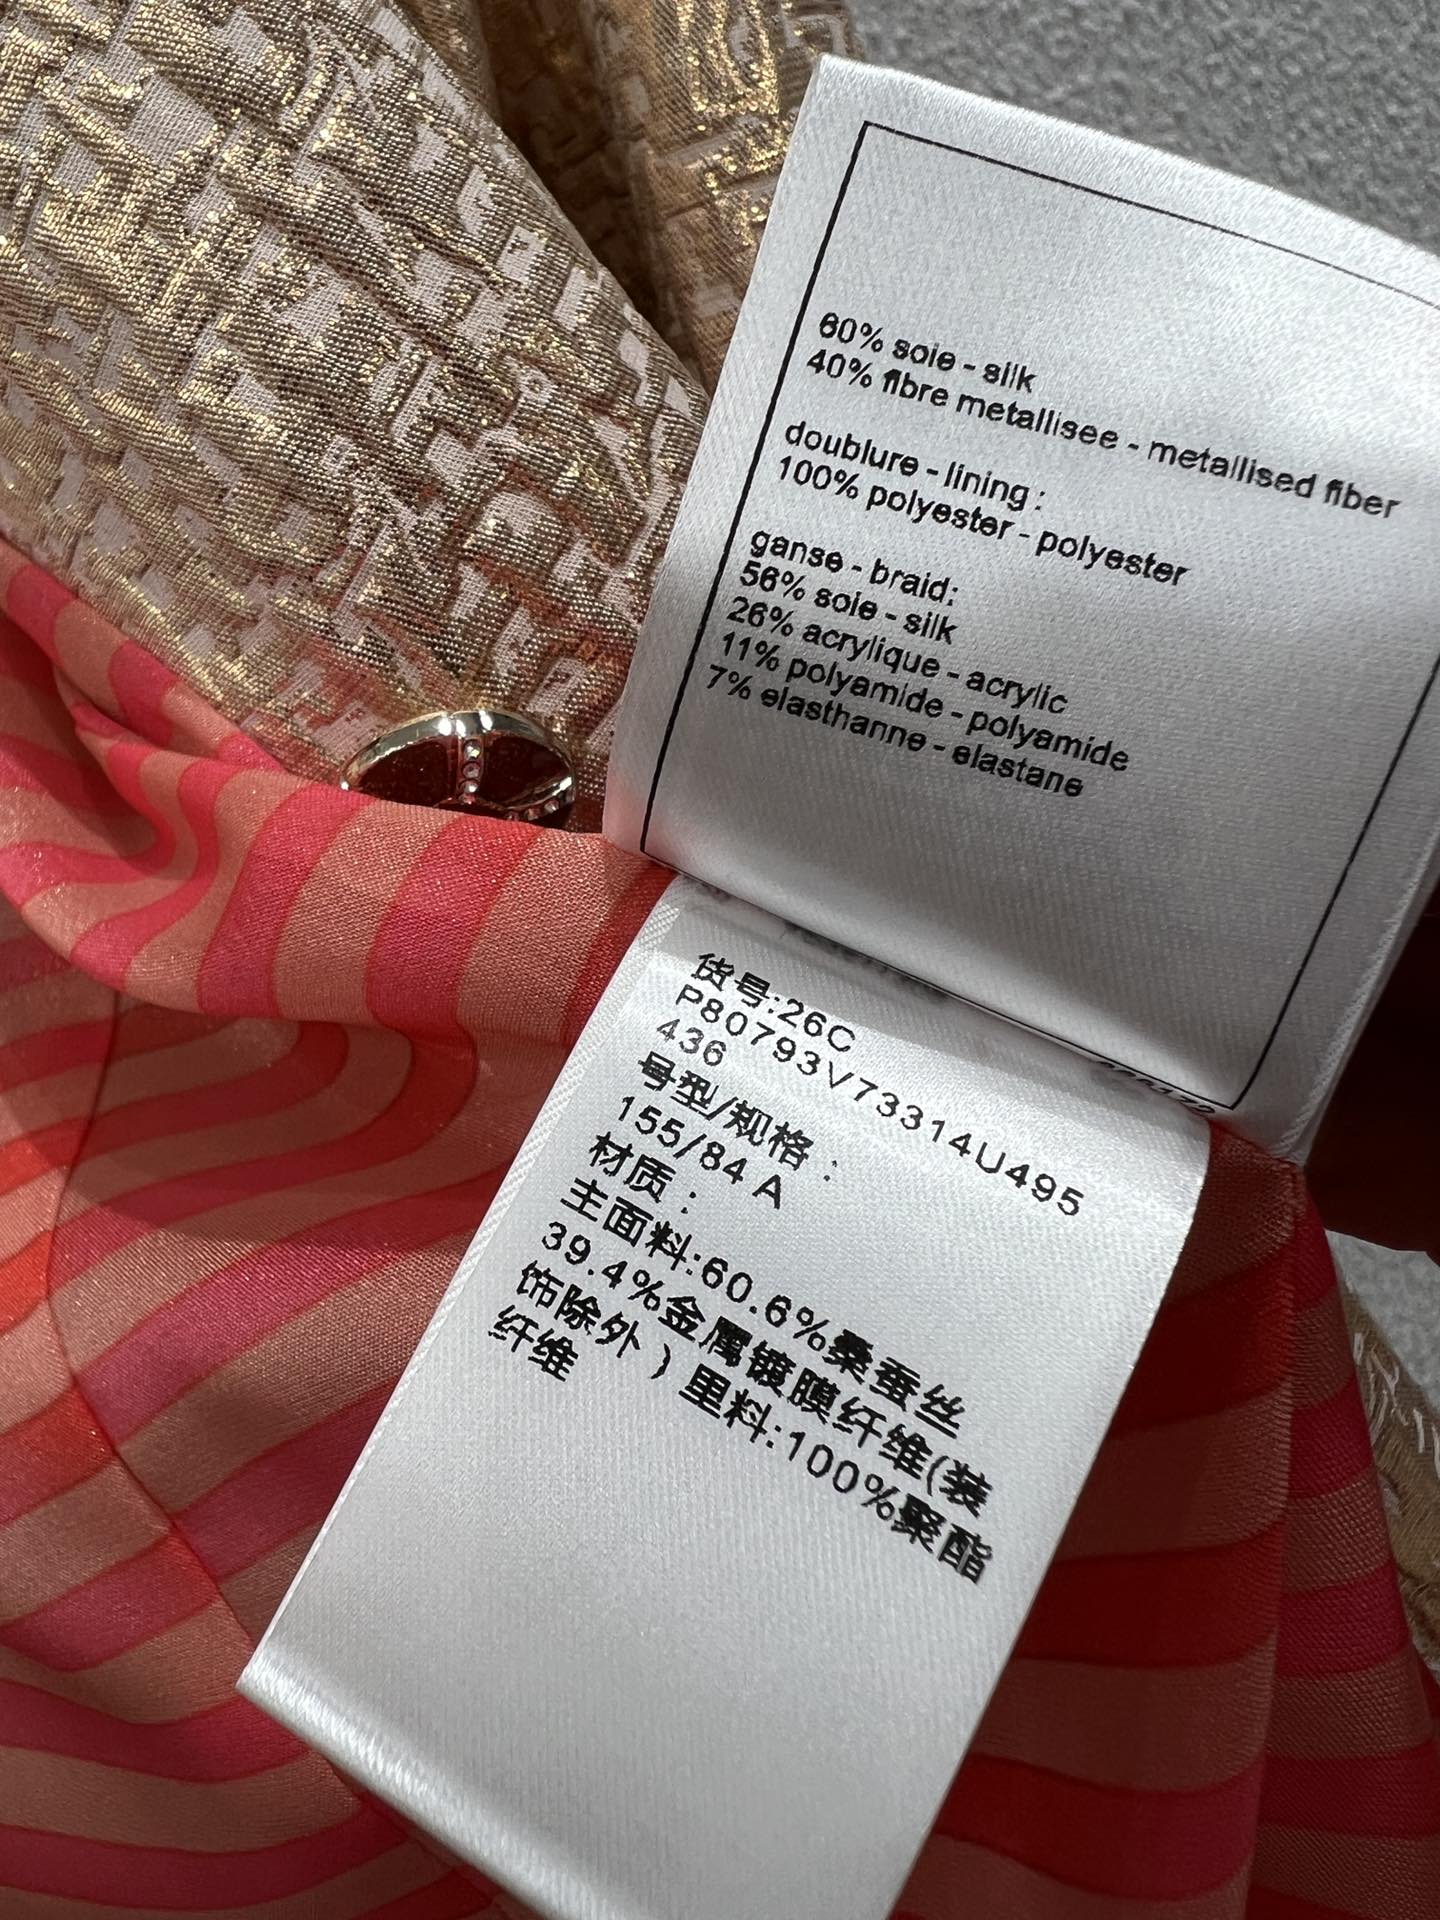 60% soie - silk
40% fibre metallisee - metallised fiber
doublure - lining :
100% polyester - polyester
ganse - braid:
56% soie - silk
26% acrylique - acrylic
11% polyamide - polyamide
7% elasthanne - elastane
货号:26C
P80793V73314U495
436
号型/规格：
155/84 A
材质：
主面料:60.6%桑蚕丝
39.4%金属镀膜纤维(装
饰除外）里料:100%聚酯
纤维